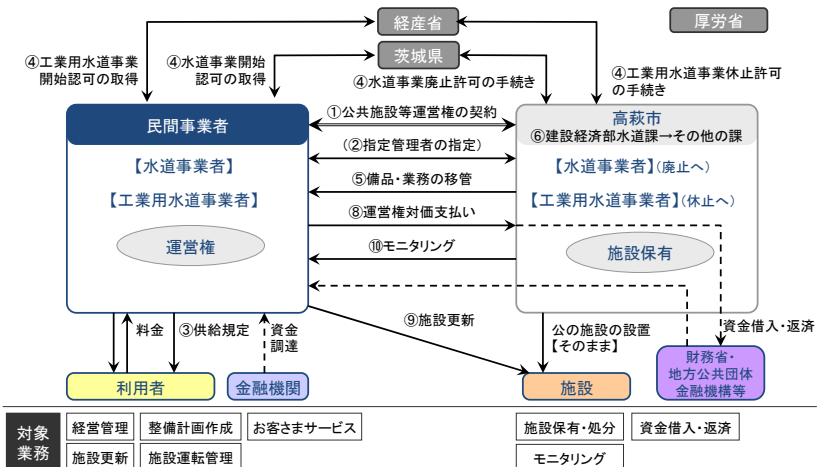 経産省
厚労省
茨城県
④工業用水道事業
開始認可の取得
④水道事業開始
認可の取得
④水道事業廃止許可の手続き
④工業用水道事業休止許可
の手続き
民間事業者
【水道事業者】
【工業用水道事業者】
運営権
①公共施設等運営権の契約
(②指定管理者の指定)
⑤備品・業務の移管
⑧運営権対価支払い
⑩モニタリング
高萩市
⑥建設経済部水道課→その他の課
【水道事業者】(廃止へ)
【工業用水道事業者】(休止へ)
施設保有
料金
③供給規定
資金
調達
⑨施設更新
公の施設の設置
【そのまま】
資金借入・返済
利用者
金融機関
施設
財務省・
地方公共団体
金融機構等
対象
業務
経営管理
整備計画作成
お客さまサービス
施設保有・処分
資金借入・返済
施設更新
施設運転管理
モニタリング